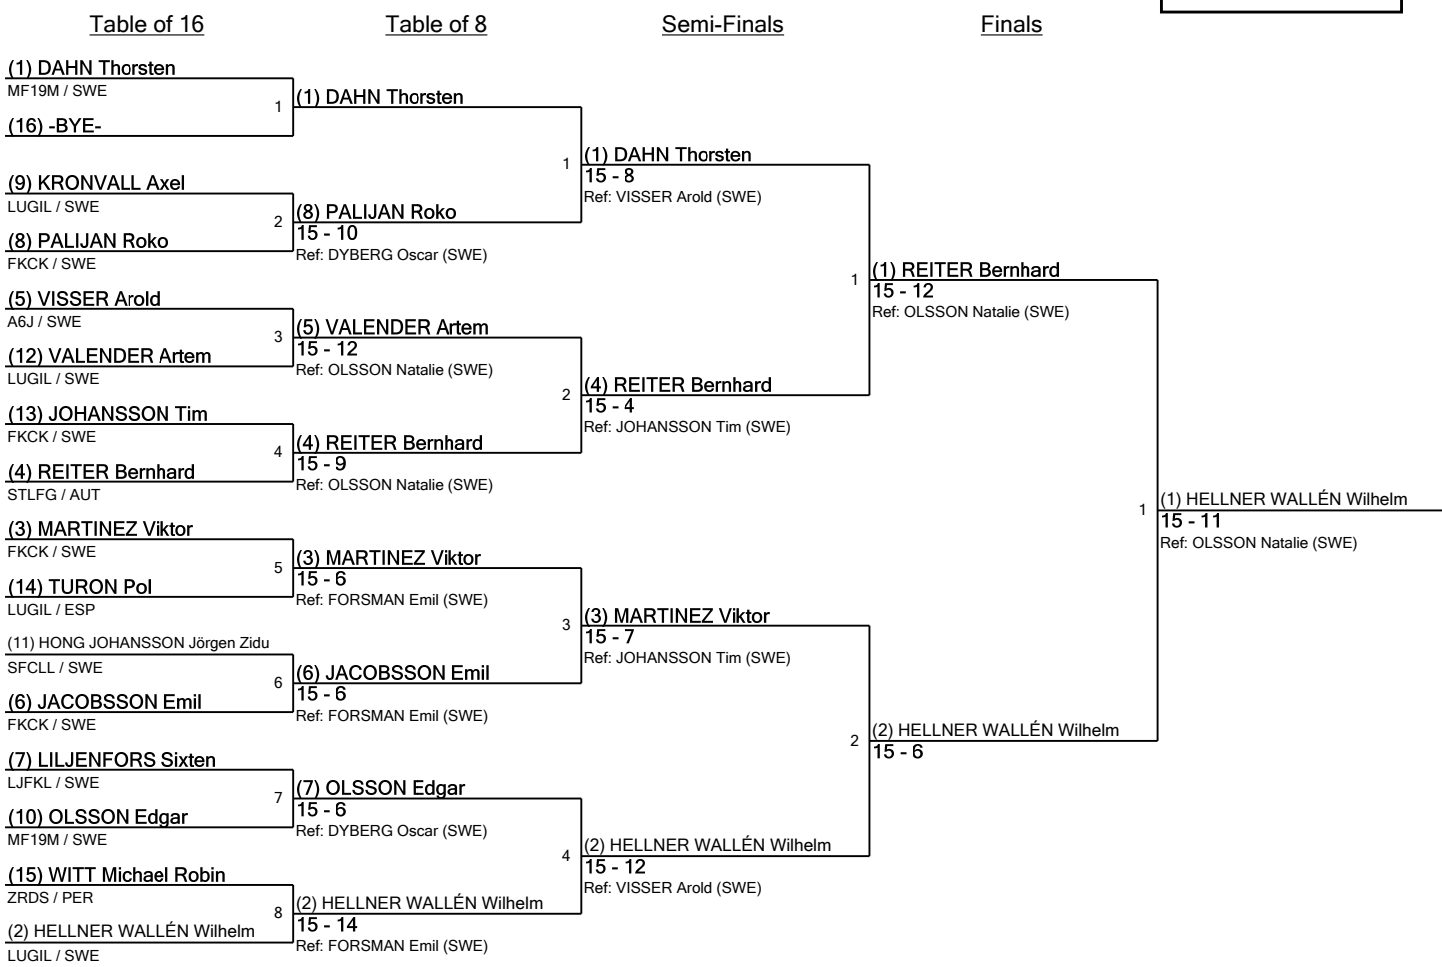 Table of 16
Table of 8
Semi-Finals
Finals
(1) DAHN Thorsten
MF19M / SWE
1
(16) -BYE-
(9) KRONVALL Axel
LUGIL / SWE
2
(8) PALIJAN Roko
FKCK / SWE
(5) VISSER Arold
A6J / SWE
3
(12) VALENDER Artem
LUGIL / SWE
(13) JOHANSSON Tim
FKCK / SWE
4
(4) REITER Bernhard
STLFG / AUT
(3) MARTINEZ Viktor
FKCK / SWE
5
(14) TURON Pol
LUGIL / ESP
(11) HONG JOHANSSON Jörgen Zidu
SFCLL / SWE
6
(6) JACOBSSON Emil
FKCK / SWE
(7) LILJENFORS Sixten
LJFKL / SWE
7
(10) OLSSON Edgar
MF19M / SWE
(15) WITT Michael Robin
ZRDS / PER
8
(2) HELLNER WALLÉN Wilhelm
LUGIL / SWE
(1) DAHN Thorsten
1
(8) PALIJAN Roko
15 - 10
Ref: DYBERG Oscar (SWE)
(5) VALENDER Artem
15 - 12
Ref: OLSSON Natalie (SWE)
2
(4) REITER Bernhard
15 - 9
Ref: OLSSON Natalie (SWE)
(3) MARTINEZ Viktor
15 - 6
Ref: FORSMAN Emil (SWE)
3
(6) JACOBSSON Emil
15 - 6
Ref: FORSMAN Emil (SWE)
(7) OLSSON Edgar
15 - 6
Ref: DYBERG Oscar (SWE)
4
(2) HELLNER WALLÉN Wilhelm
15 - 14
Ref: FORSMAN Emil (SWE)
(1) DAHN Thorsten
15 - 8
Ref: VISSER Arold (SWE)
1
(4) REITER Bernhard
15 - 4
Ref: JOHANSSON Tim (SWE)
(3) MARTINEZ Viktor
15 - 7
Ref: JOHANSSON Tim (SWE)
2
(2) HELLNER WALLÉN Wilhelm
15 - 12
Ref: VISSER Arold (SWE)
(1) REITER Bernhard
15 - 12
Ref: OLSSON Natalie (SWE)
1
(2) HELLNER WALLÉN Wilhelm
15 - 6
(1) HELLNER WALLÉN Wilhelm
15 - 11
Ref: OLSSON Natalie (SWE)